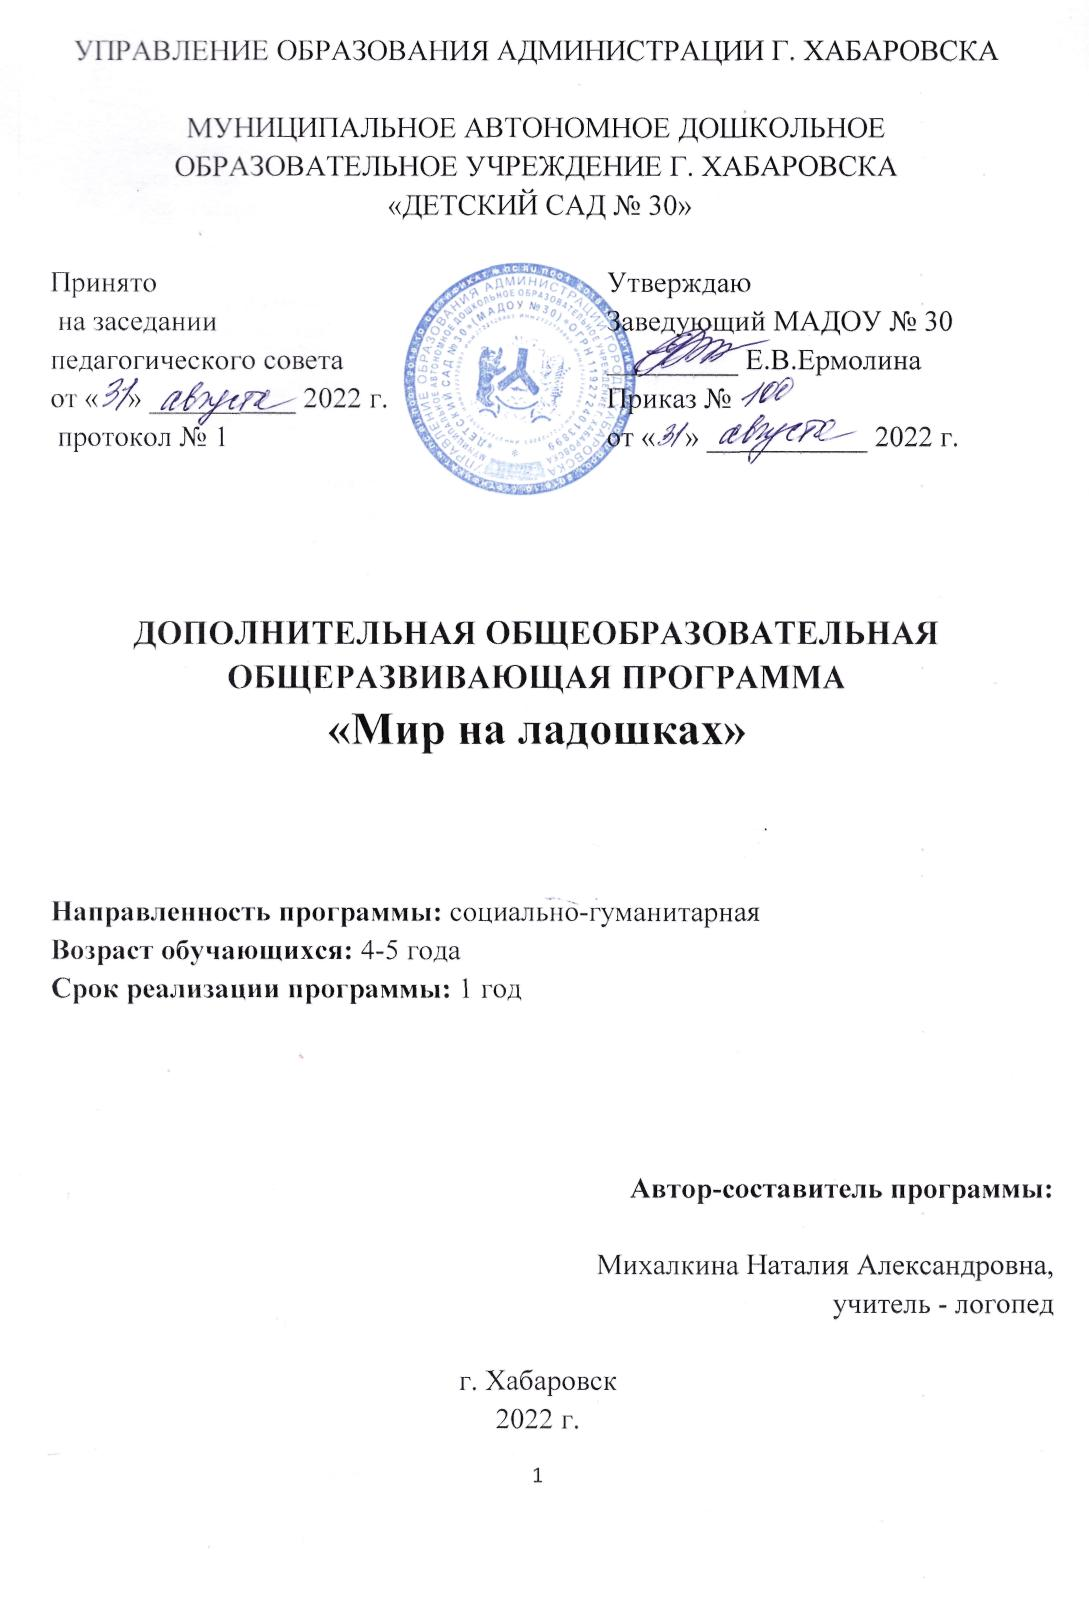 УПРАВЛЕНИЕ ОБРАЗОВАНИЯ АДМИНИСТРАЦИИ Г. ХАБАРОВСКА
МУНИЦИПАЛЬНОЕ АВТОНОМНОЕ ДОШКОЛЬНОЕ
ОБРАЗОВАТЕЛЬНОЕ УЧРЕЖДЕНИЕ Г. ХАБАРОВСКА
«ДЕТСКИЙ САД № 30»
Принято
на заседании
педагогического совета
от «31» августа 2022 г.
протокол № 1
Утверждаю
Заведующий МАДОУ № 30
Е.В.Ермолина
Приказ № 100
от «31» августа 2022 г.
ДОПОЛНИТЕЛЬНАЯ ОБЩЕОБРАЗОВАТЕЛЬНАЯ
ОБЩЕРАЗВИВАЮЩАЯ ПРОГРАММА
«Мир на ладошках»
Направленность программы: социально-гуманитарная
Возраст обучающихся: 4-5 года
Срок реализации программы: 1 год
Автор-составитель программы:
Михалкина Наталия Александровна,
учитель - логопед
г. Хабаровск
2022 г.
1